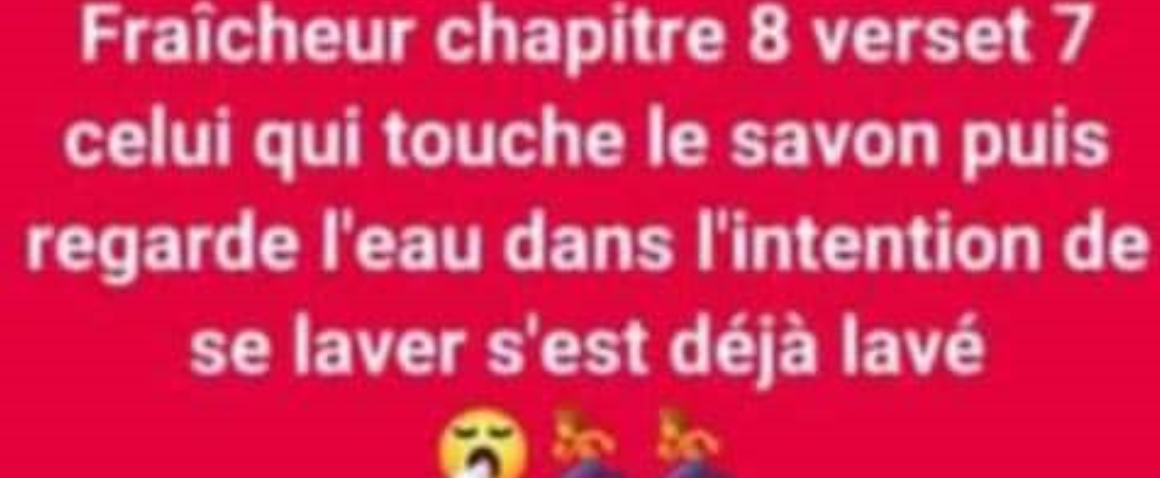 Fraîcheur chapitre 8 verset 7
celui qui touche le savon puis
regarde l'eau dans l'intention de
se laver s'est déjà lavé